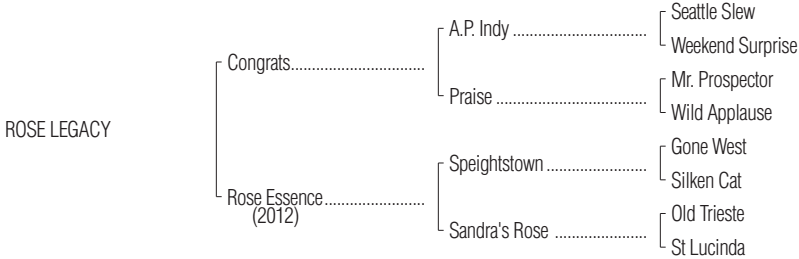 Seattle Slew
A.P. Indy ..............................
Weekend Surprise
Congrats..............................
Mr. Prospector
Praise ..................................
Wild Applause
ROSE LEGACY
Gone West
Speightstown ......................
Silken Cat
Rose Essence......................
(2012)
Old Trieste
Sandra's Rose ....................
St Lucinda